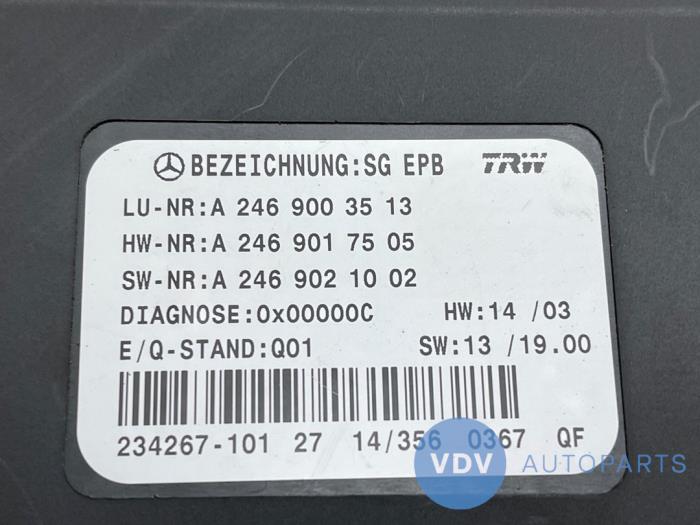 BEZEICHNUNG:SG EPB TRW
LU-NR:A 246 900 35 13
HW-NR:A 246 901 75 05
SW-NR:A 246 902 10 02
DIAGNOSE:0x00000C HW:14 /03
E/Q-STAND:Q01 SW:13 /19.00
234267-101 27 14/356 0367 QF
VDV AUTOPARTS